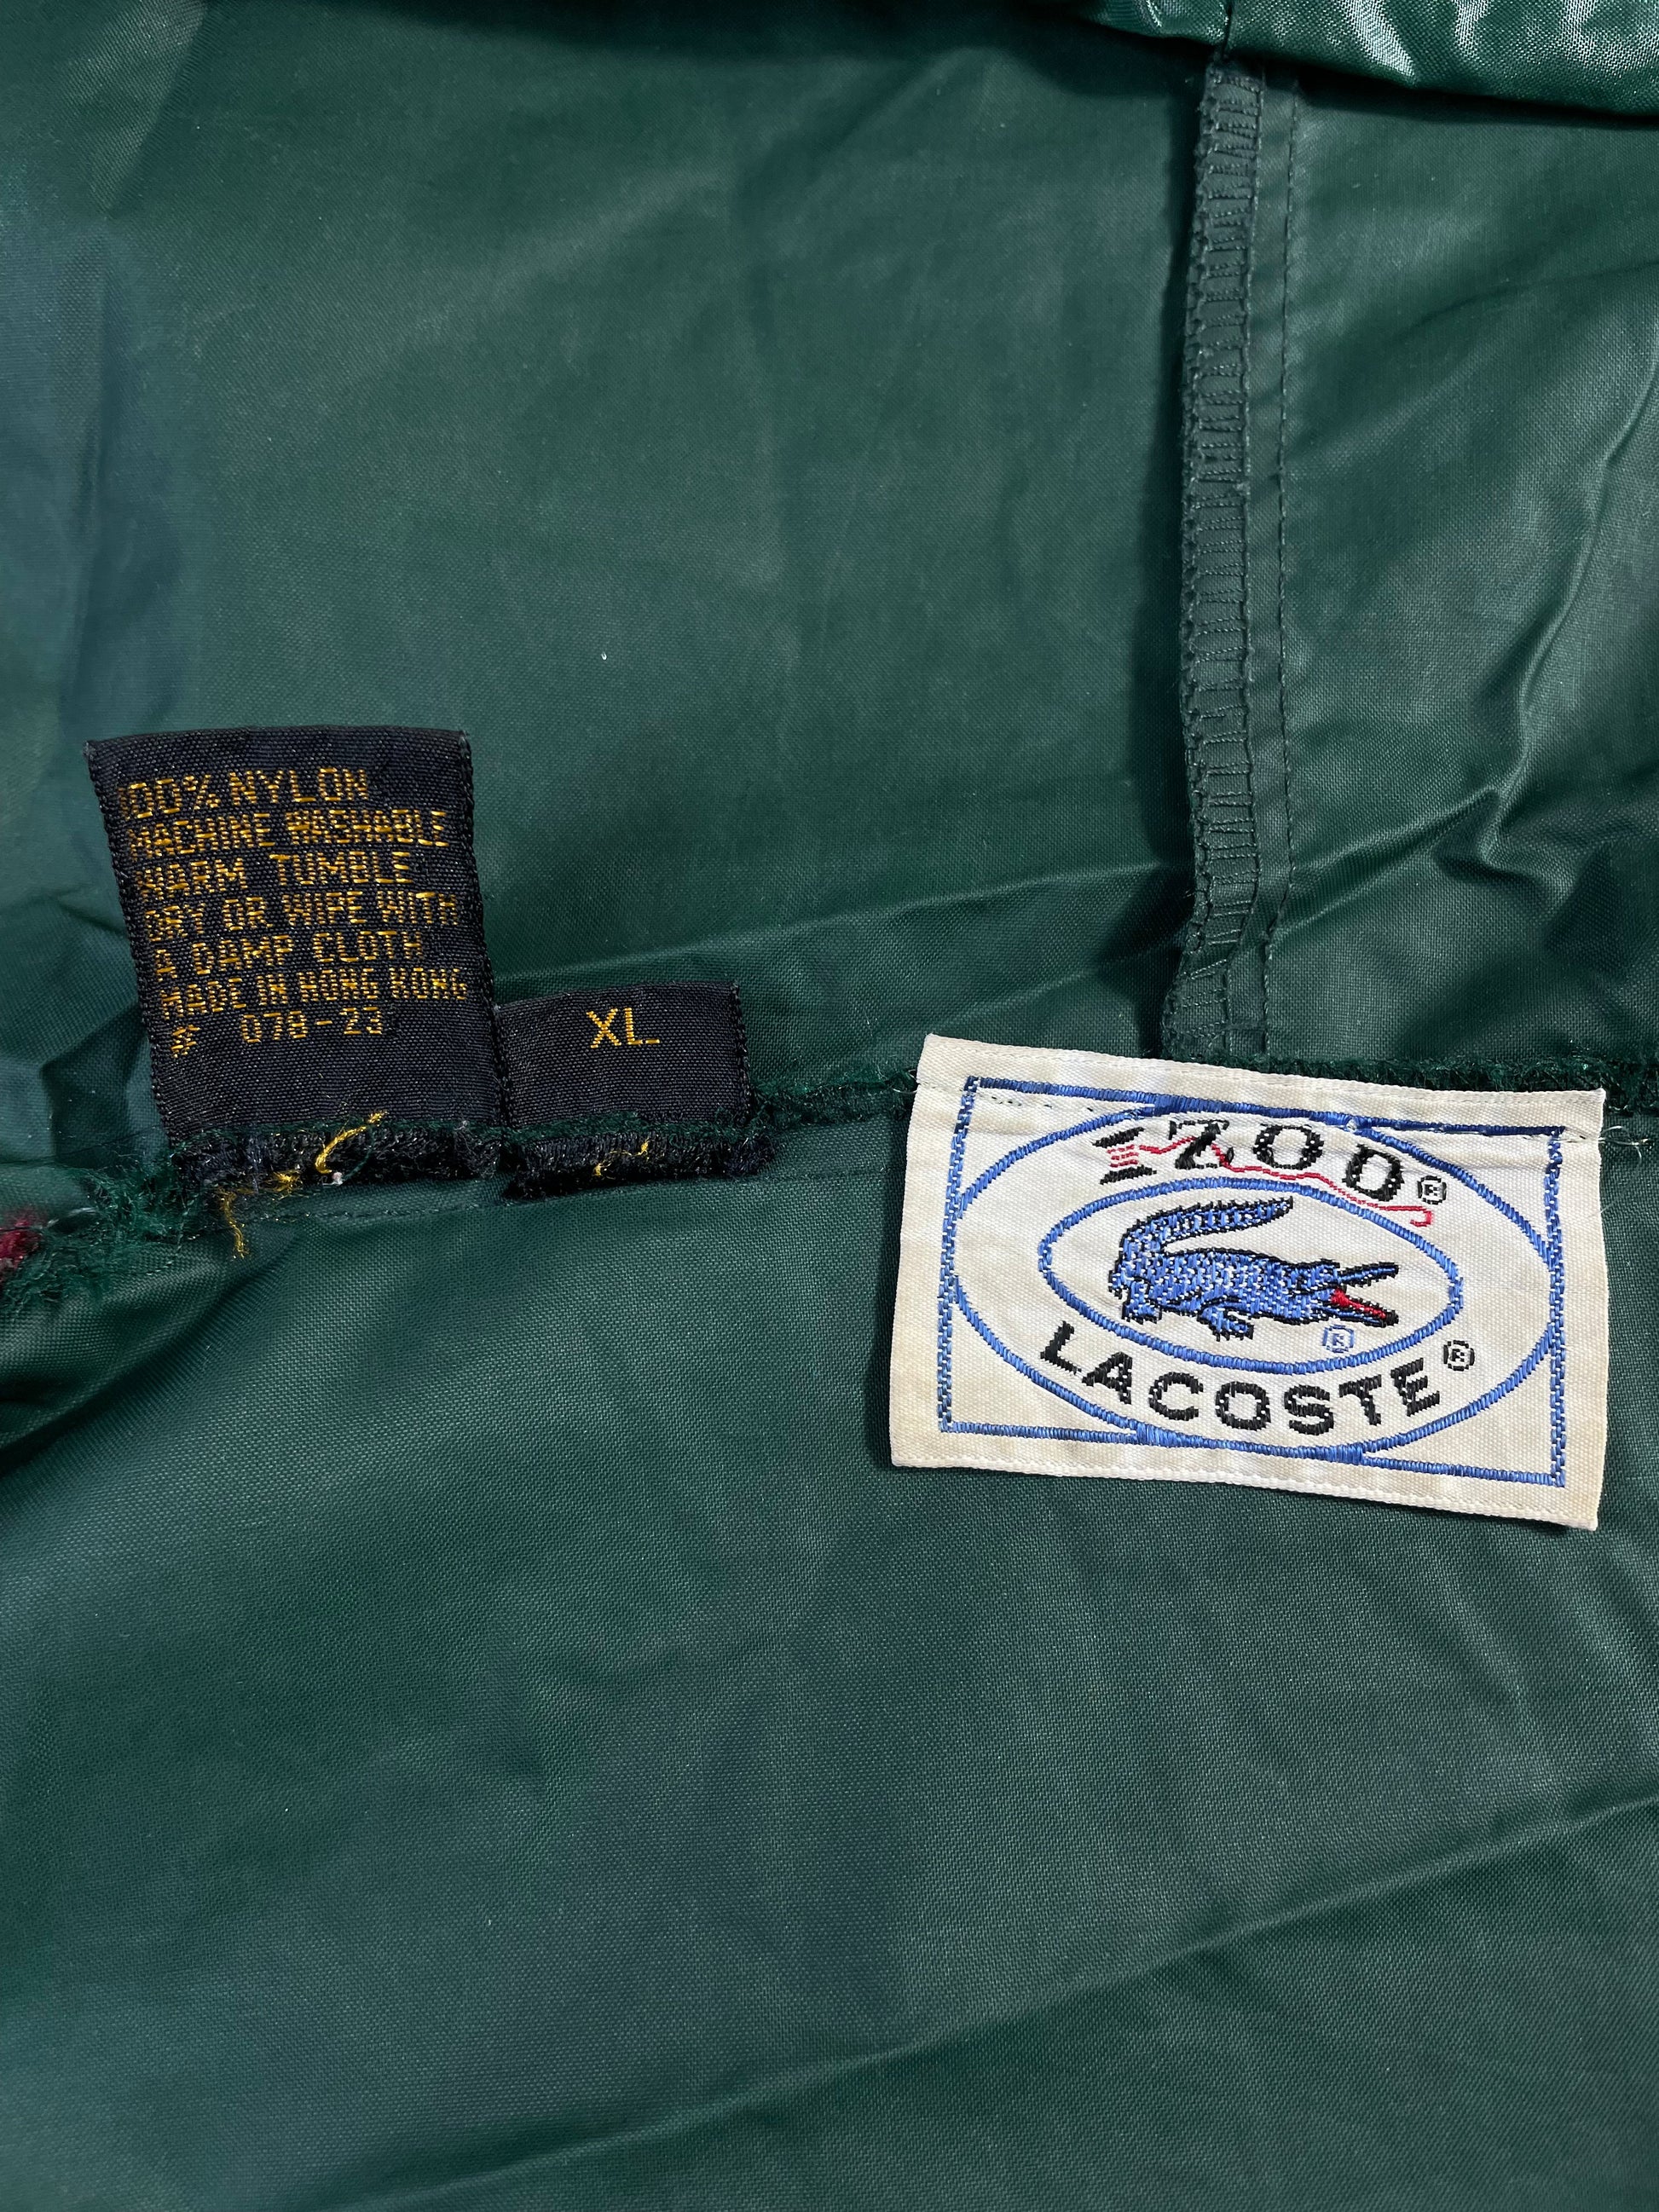 100% NYLON
MACHINE WASHABLE
WARM TUMBLE
DRY OR WIPE WITH
A DAMP CLOTH
MADE IN HONG KONG
# 078-23
XL
IZOD®
®
LACOSTE®